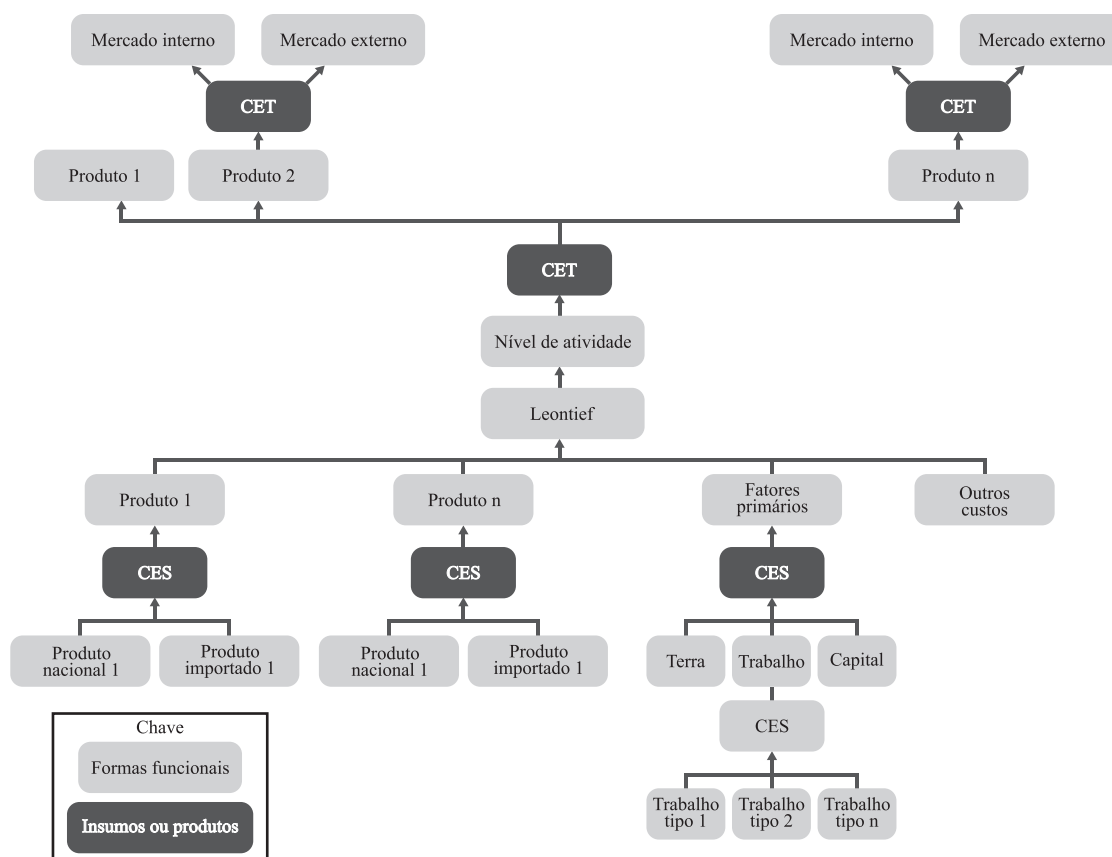 Mercado interno
Mercado externo
Mercado interno
Mercado externo
CET
CET
Produto 1
Produto 2
Produto n
CET
Nível de atividade
Leontief
Produto 1
Produto n
Fatores
primários
Outros
custos
CES
CES
CES
Produto
nacional 1
Produto
importado 1
Produto
nacional 1
Produto
importado 1
Terra
Trabalho
Capital
CES
Trabalho
tipo 1
Trabalho
tipo 2
Trabalho
tipo n
Chave
Formas funcionais
Insumos ou produtos